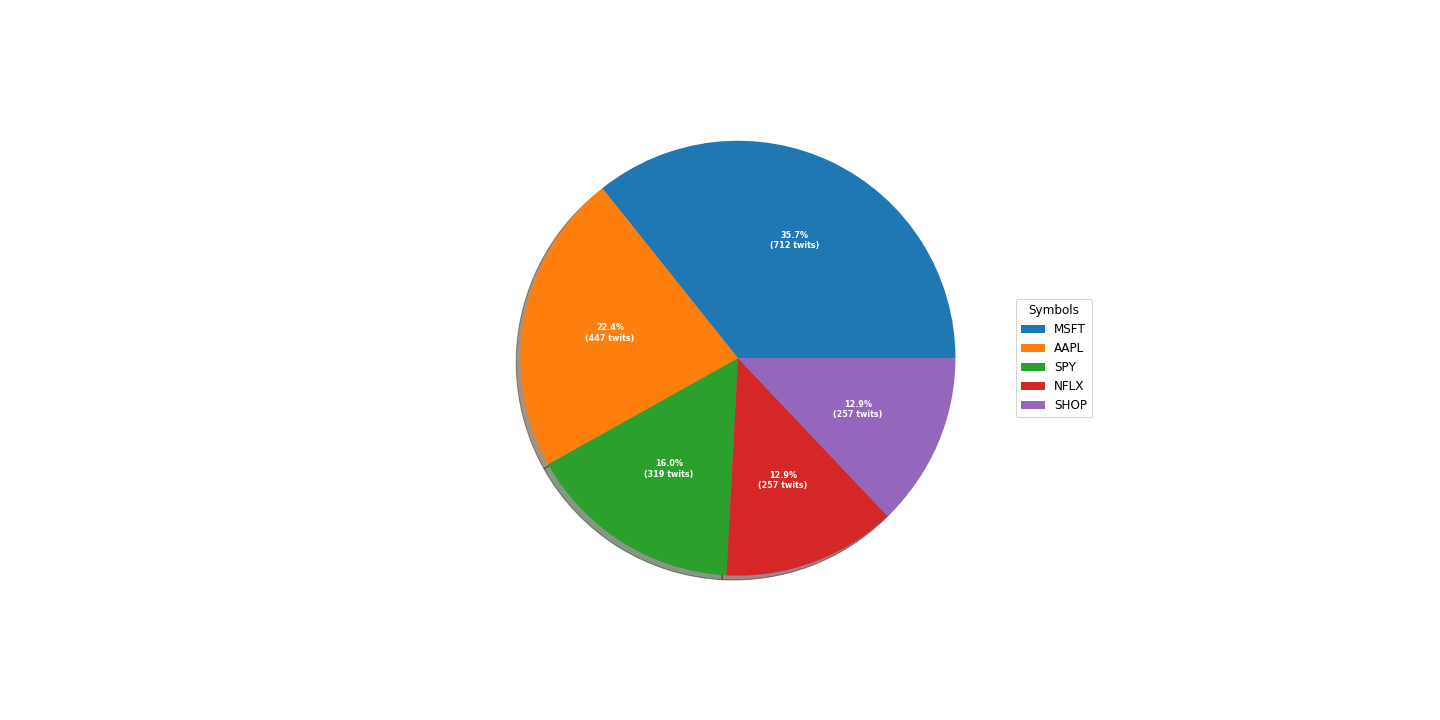 35.7%
(712 twits)
22.4%
(447 twits)
16.0%
(319 twits)
12.9%
(257 twits)
12.9%
(257 twits)
Symbols
MSFT
AAPL
SPY
NFLX
SHOP